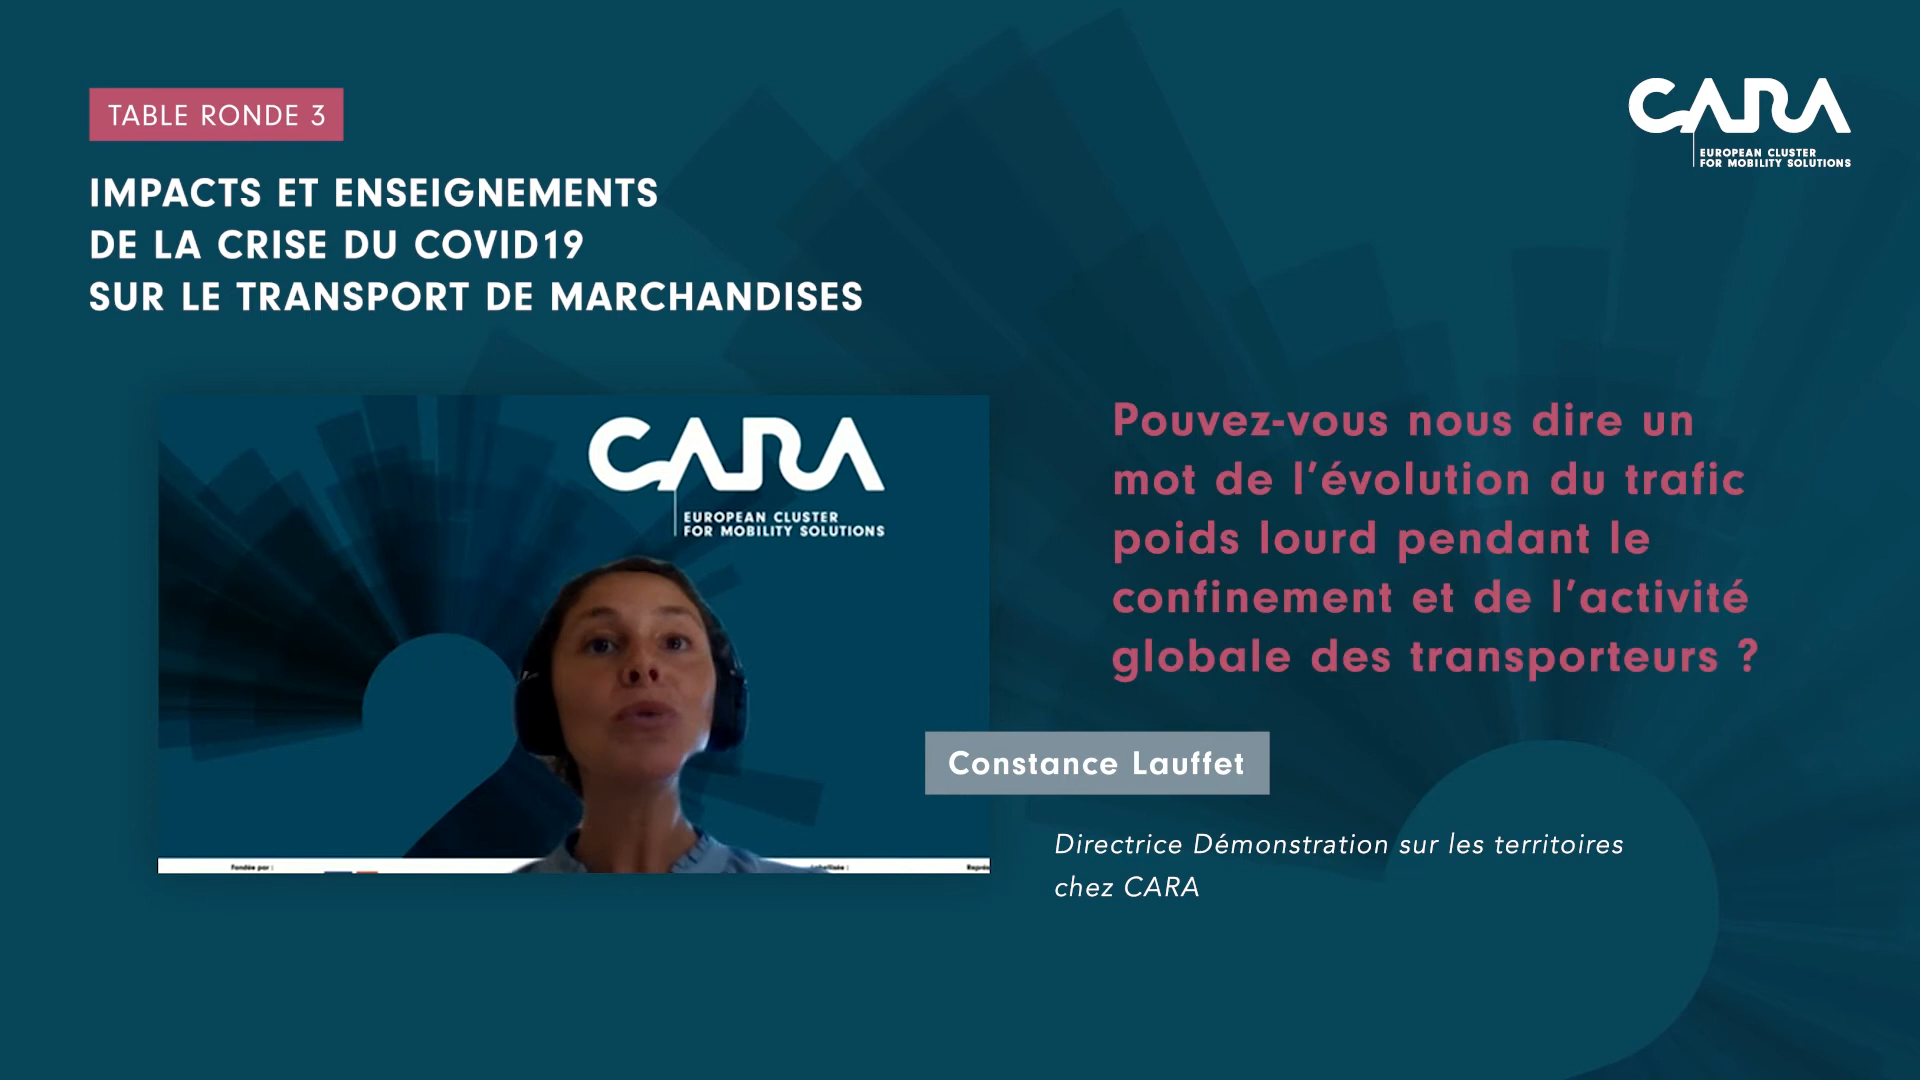 TABLE RONDE 3
IMPACTS ET ENSEIGNEMENTS
DE LA CRISE DU COVID19
SUR LE TRANSPORT DE MARCHANDISES
CARA
EUROPEAN CLUSTER
FOR MOBILITY SOLUTIONS
CARA
EUROPEAN CLUSTER
FOR MOBILITY SOLUTIONS
Fondée par :
Pouvez-vous nous dire un
mot de l’évolution du trafic
poids lourd pendant le
confinement et de l’activité
globale des transporteurs ?
Constance Lauffet
Directrice Démonstration sur les territoires
chez CARA